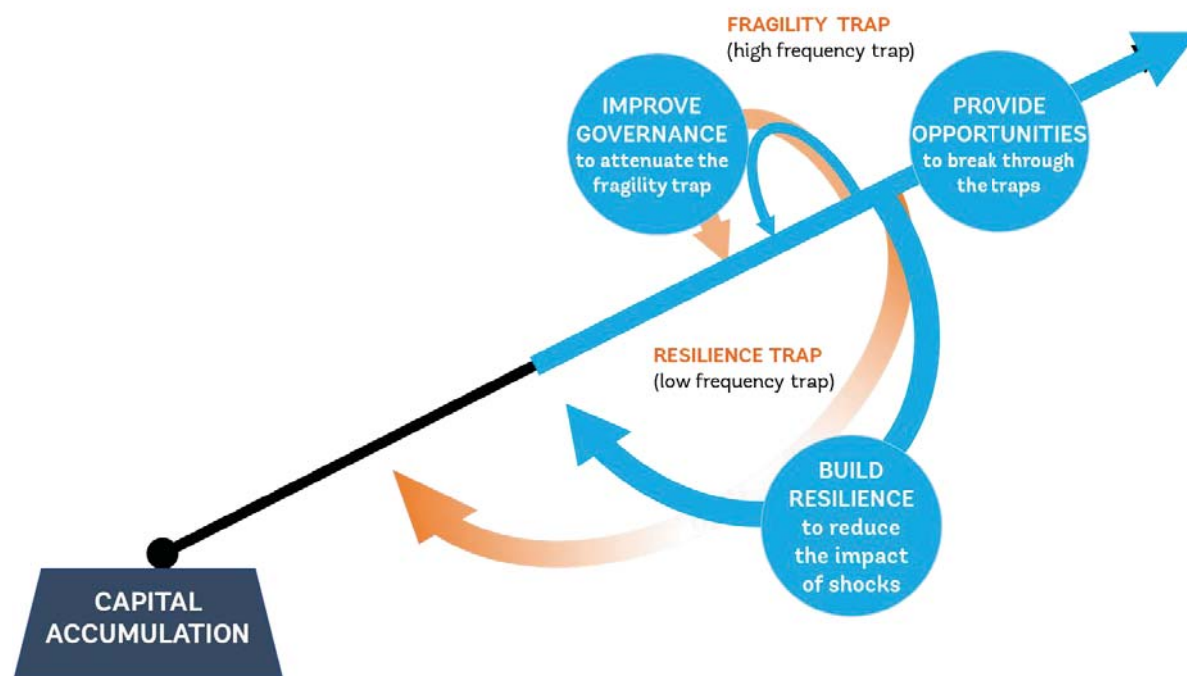 FRAGILITY TRAP
(high frequency trap)
IMPROVE
GOVERNANCE
to attenuate the
fragility trap
PROVIDE
OPPORTUNITIES
to break through
the traps
RESILIENCE TRAP
(low frequency trap)
BUILD
RESILIENCE
to reduce
the impact
of shocks
CAPITAL
ACCUMULATION